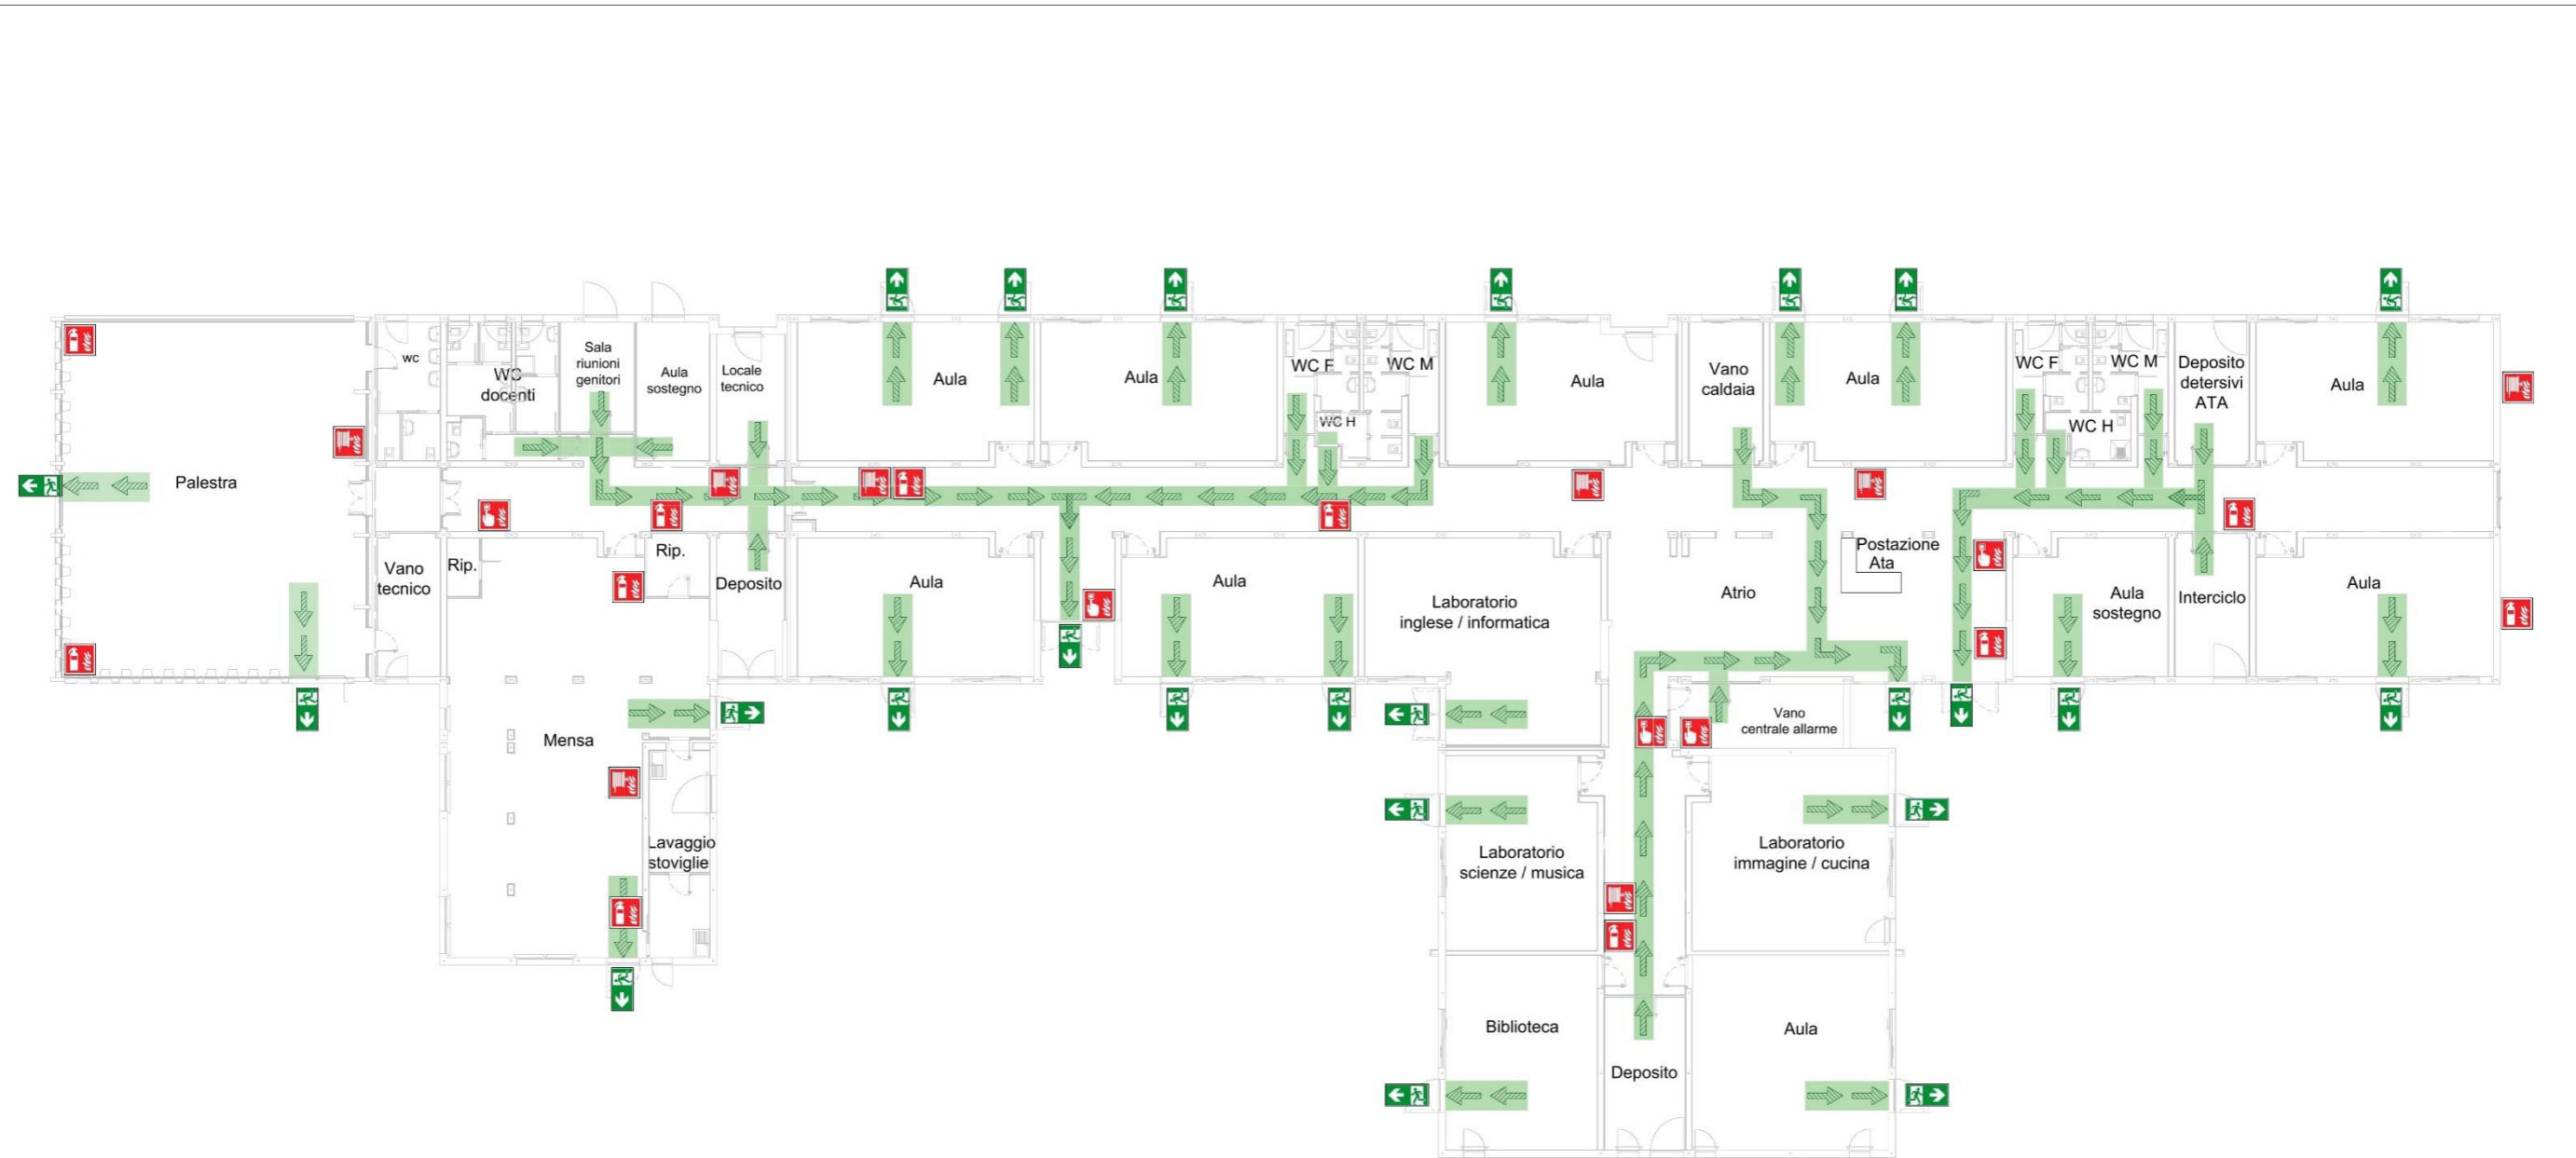 Palestra
wc
WC
docenti
Sala
riunioni
genitori
Aula
sostegno
Locale
tecnico
Aula
Aula
WC F
WC H
WC M
Aula
Vano
caldaia
Aula
WC F
WC H
WC M
Deposito
detersivi
ATA
Aula
Vano
tecnico
Rip.
Rip.
Deposito
Aula
Aula
Laboratorio
inglese / informatica
Atrio
Postazione
Ata
Aula
sostegno
Interciclo
Aula
Mensa
Lavaggio
stoviglie
Vano
centrale allarme
Laboratorio
scienze / musica
Laboratorio
immagine / cucina
Biblioteca
Deposito
Aula